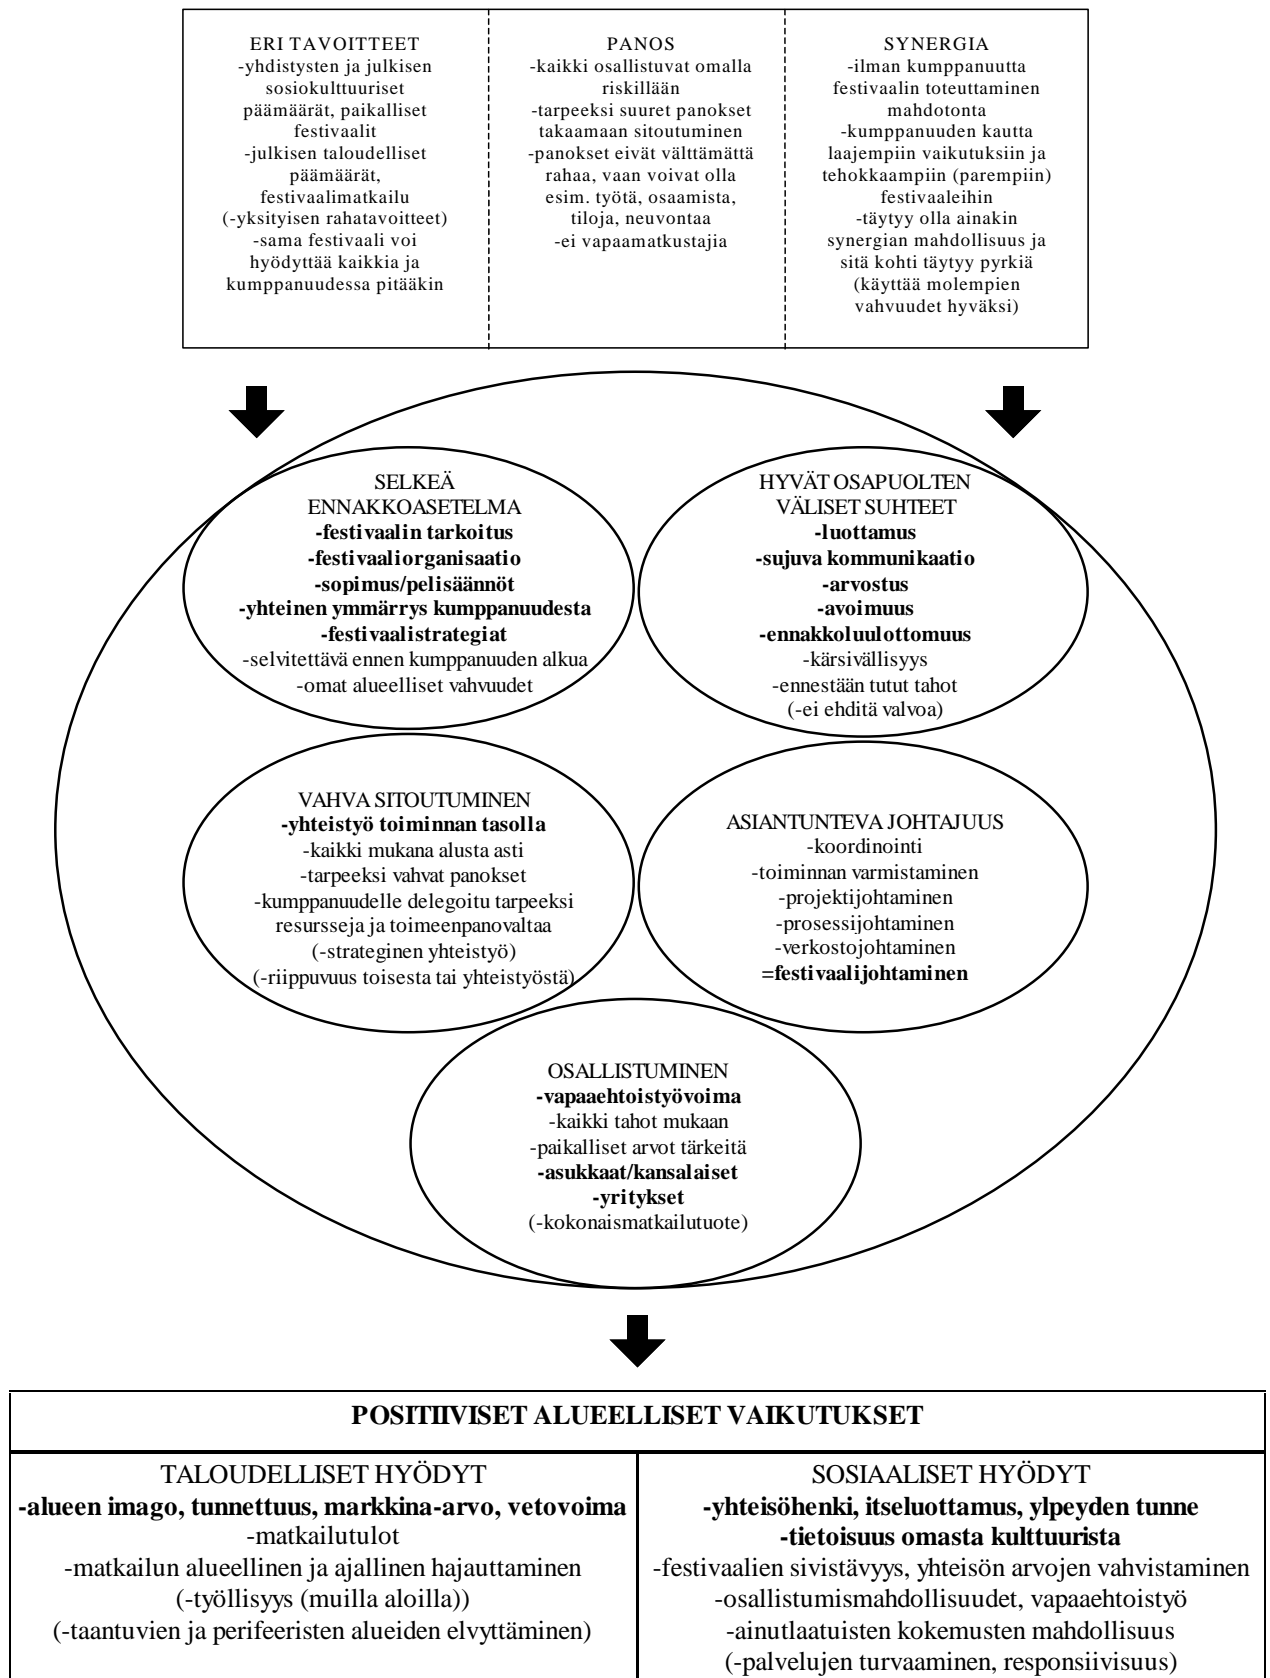 ERI TAVOITTEET
-yhdistysten ja julkisen
sosiokulttuuriset
päämäärät, paikalliset
festivaalit
-julkisen taloudelliset
päämäärät,
festivaalimatkailu
(-yksityisen rahatavoitteet)
-sama festivaali voi
hyödyttää kaikkia ja
kumppanuudessa pitääkin
PANOS
-kaikki osallistuvat omalla
riskillään
-tarpeeksi suuret panokset
takaamaan sitoutuminen
-panokset eivät välttämättä
rahaa, vaan voivat olla
esim. työtä, osaamista,
tiloja, neuvontaa
-ei vapaamatkustajia
SYNERGIA
-ilman kumppanuutta
festivaalin toteuttaminen
mahdotonta
-kumppanuuden kautta
laajempiin vaikutuksiin ja
tehokkaampiin (parempiin)
festivaaleihin
-täytyy olla ainakin
synergian mahdollisuus ja
sitä kohti täytyy pyrkiä
(käyttää molempien
vahvuudet hyväksi)
SELKEÄ
ENNAKKOASETELMA
-festivaalin tarkoitus
-festivaaliorganisaatio
-sopimus/pelisäännöt
-yhteinen ymmärrys kumppanuudesta
-festivaalistrategiat
-selvitettävä ennen kumppanuuden alkua
-omat alueelliset vahvuudet
HYVÄT OSAPUOLTEN
VÄLISET SUHTEET
-luottamus
-sujuva kommunikaatio
-arvostus
-avoimuus
-ennakkoluulottomuus
-kärsivällisyys
-ennestään tutut tahot
(-ei ehditä valvoa)
VAHVA SITOUTUMINEN
-yhteistyö toiminnan tasolla
-kaikki mukana alusta asti
-tarpeeksi vahvat panokset
-kumppanuudelle delegoitu tarpeeksi
resursseja ja toimeenpanovaltaa
(-strateginen yhteistyö)
(-riippuvuus toisesta tai yhteistyöstä)
ASIANTUNTEVA JOHTAJUUS
-koordinointi
-toiminnan varmistaminen
-projektijohtaminen
-prosessijohtaminen
-verkostojohtaminen
=festivaalijohtaminen
OSALLISTUMINEN
-vapaaehtoistyövoima
-kaikki tahot mukaan
-paikalliset arvot tärkeitä
-asukkaat/kansalaiset
-yritykset
(-kokonaismatkailutuote)
POSITIIVISET ALUEELLISET VAIKUTUKSET
TALOUDELLISET HYÖDYT
-alueen imago, tunnettuus, markkina-arvo, vetovoima
-matkailutulot
-matkailun alueellinen ja ajallinen hajauttaminen
(-työllisyys (muilla aloilla))
(-taantuvien ja perifeeristen alueiden elvyttäminen)
SOSIAALISET HYÖDYT
-yhteisöhenki, itseluottamus, ylpeyden tunne
-tietoisuus omasta kulttuurista
-festivaalien sivistävyys, yhteisön arvojen vahvistaminen
-osallistumismahdollisuudet, vapaaehtoistyö
-ainutlaatuisten kokemusten mahdollisuus
(-palvelujen turvaaminen, responsiivisuus)